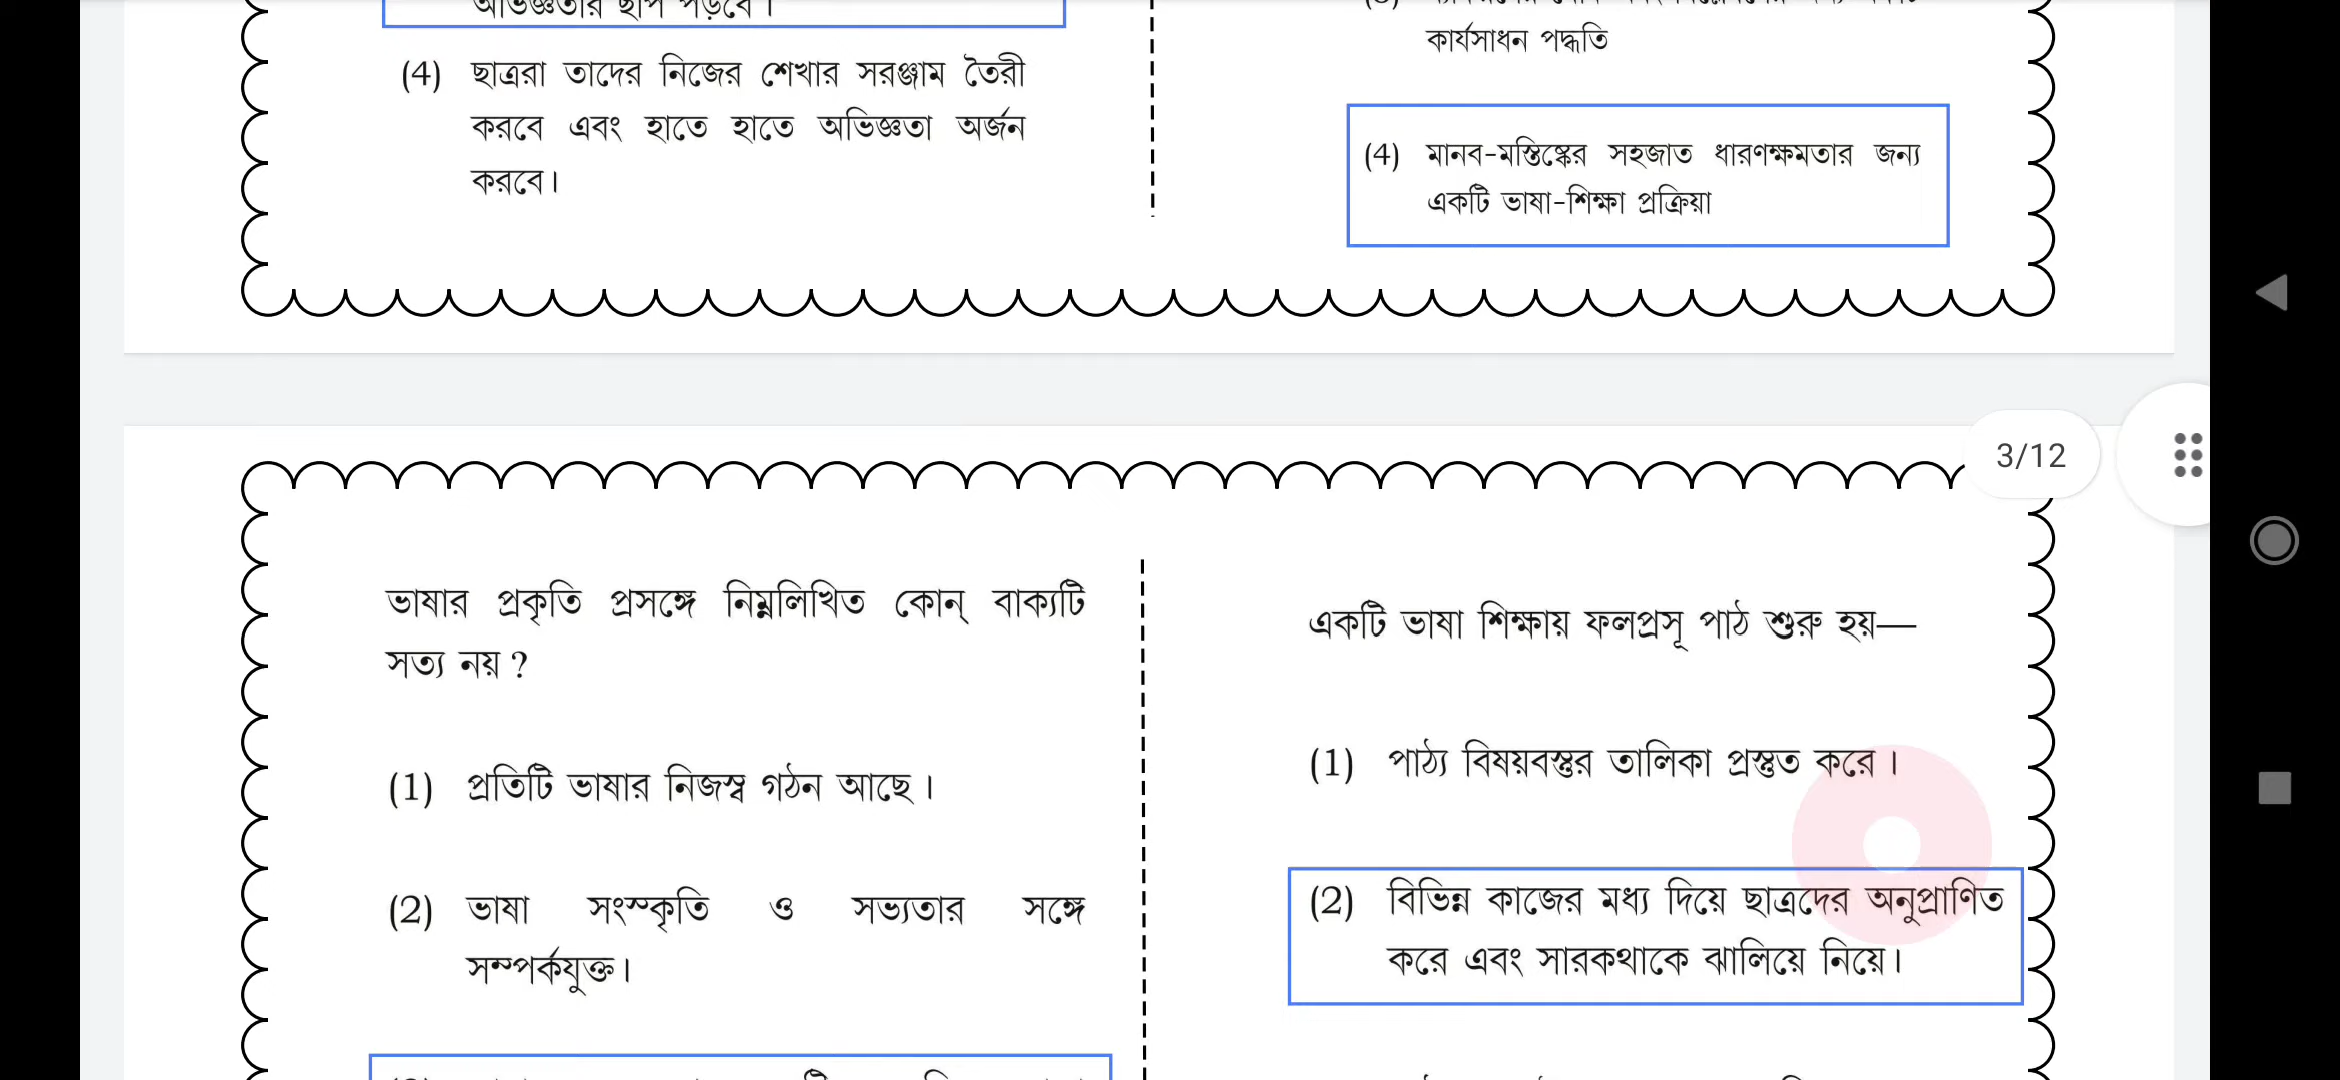 অভিজ্ঞতার ছাপ পড়বে।
(4) ছাত্ররা তাদের নিজের শেখার সরঞ্জাম তৈরী
করবে এবং হাতে হাতে অভিজ্ঞতা অর্জন
করবে।
কার্যসাধন পদ্ধতি
(4) মানব-মস্তিষ্কের সহজাত ধারণক্ষমতার জন্য
একটি ভাষা-শিক্ষা প্রক্রিয়া
3/12
ভাষার প্রকৃতি প্রসঙ্গে নিম্নলিখিত কোন্ বাক্যটি
সত্য নয় ?
(1) প্রতিটি ভাষার নিজস্ব গঠন আছে।
(2) ভাষা সংস্কৃতি ও সভ্যতার সঙ্গে
সম্পর্কযুক্ত।
একটি ভাষা শিক্ষায় ফলপ্রসূ পাঠ শুরু হয়—
(1) পাঠ্য বিষয়বস্তুর তালিকা প্রস্তুত করে।
(2) বিভিন্ন কাজের মধ্য দিয়ে ছাত্রদের অনুপ্রাণিত
করে এবং সারকথাকে ঝালিয়ে নিয়ে।